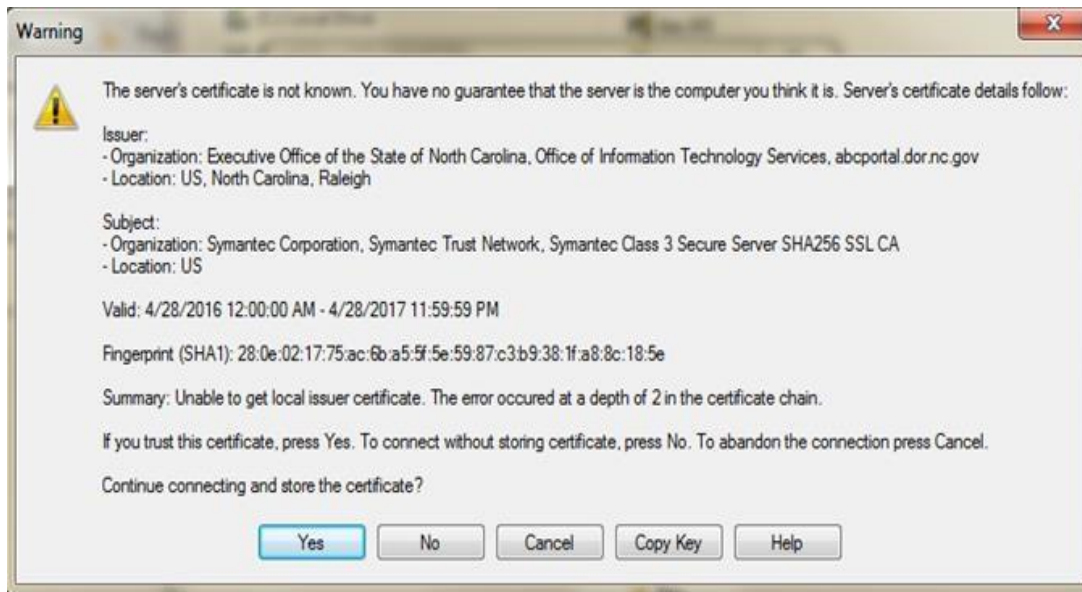 Warning
The server's certificate is not known. You have no guarantee that the server is the computer you think it is. Server's certificate details follow:
Issuer:
- Organization: Executive Office of the State of North Carolina, Office of Information Technology Services, abcportal.dor.nc.gov
- Location: US, North Carolina, Raleigh
Subject:
- Organization: Symantec Corporation, Symantec Trust Network, Symantec Class 3 Secure Server SHA256 SSL CA
- Location: US
Valid: 4/28/2016 12:00:00 AM - 4/28/2017 11:59:59 PM
Fingerprint (SHA1): 28:0e:02:17:75:ac:6b:a5:5f:5e:59:87:c3:b9:38:1f:a8:8c:18:5e
Summary: Unable to get local issuer certificate. The error occured at a depth of 2 in the certificate chain.
If you trust this certificate, press Yes. To connect without storing certificate, press No. To abandon the connection press Cancel.
Continue connecting and store the certificate?
Yes No Cancel Copy Key Help